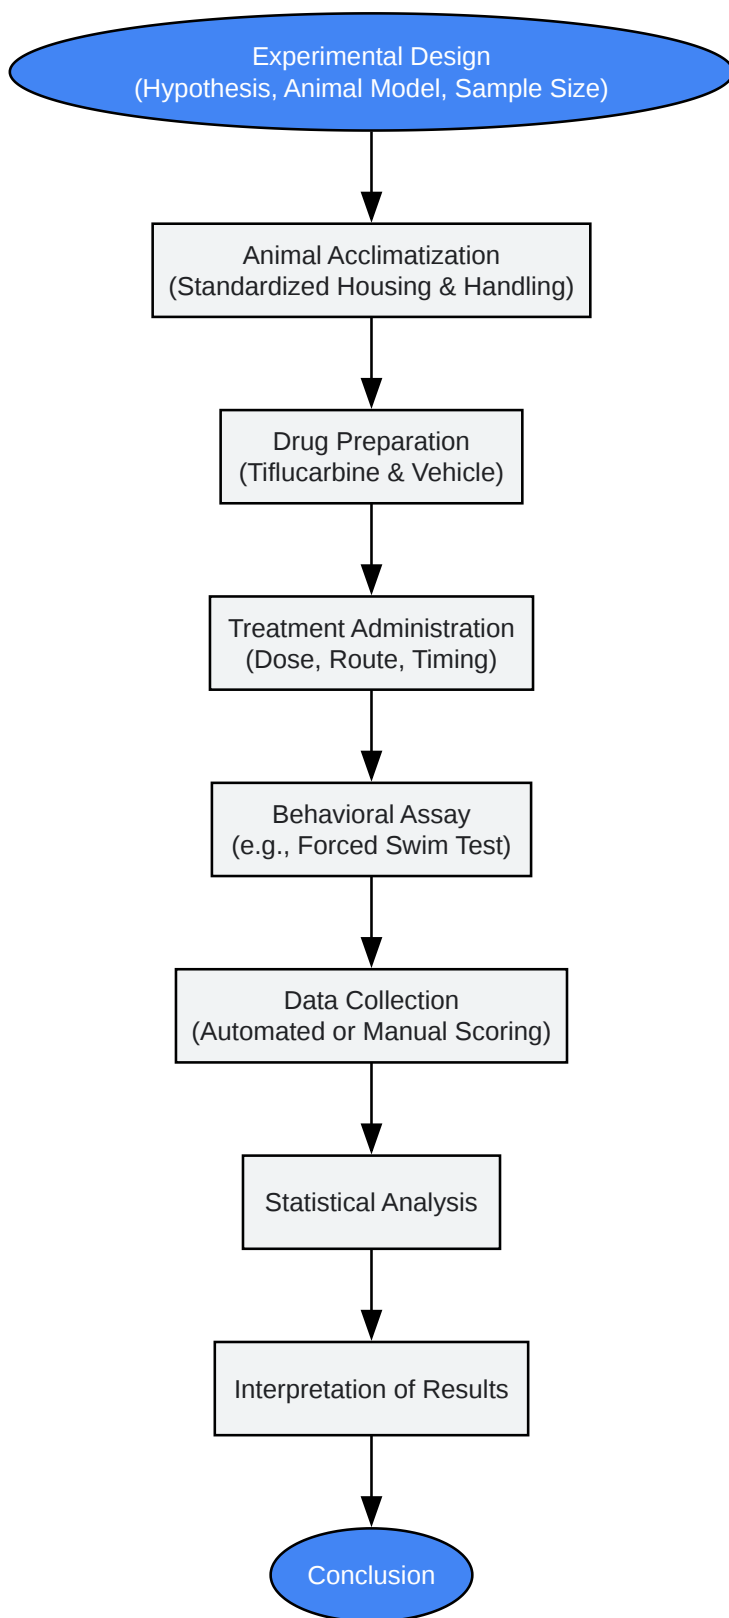 Experimental Design
(Hypothesis, Animal Model, Sample Size)
Animal Acclimatization
(Standardized Housing & Handling)
Drug Preparation
(Tiflucarbine & Vehicle)
Treatment Administration
(Dose, Route, Timing)
Behavioral Assay
(e.g., Forced Swim Test)
Data Collection
(Automated or Manual Scoring)
Statistical Analysis
Interpretation of Results
Conclusion